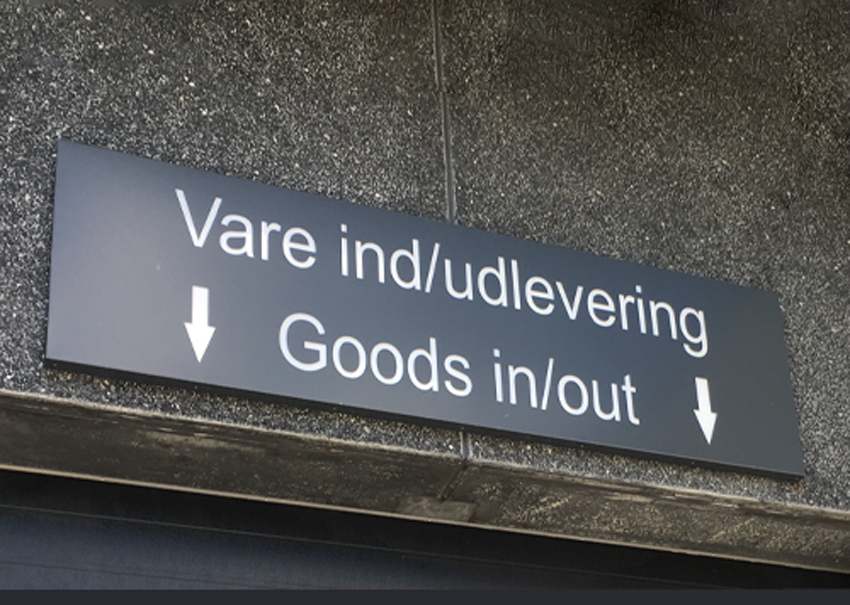 Vare ind/udlevering
Goods in/out